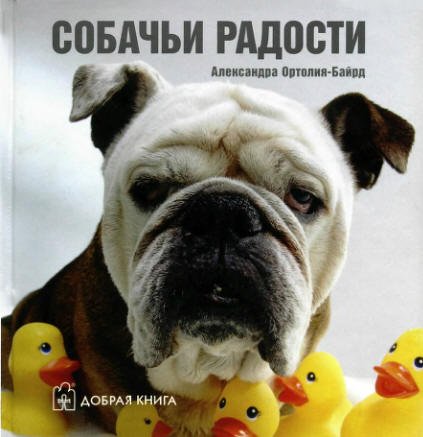 СОБАЧЬИ РАДОСТИ
Александра Ортолия-Байрд
ДОБРАЯ КНИГА